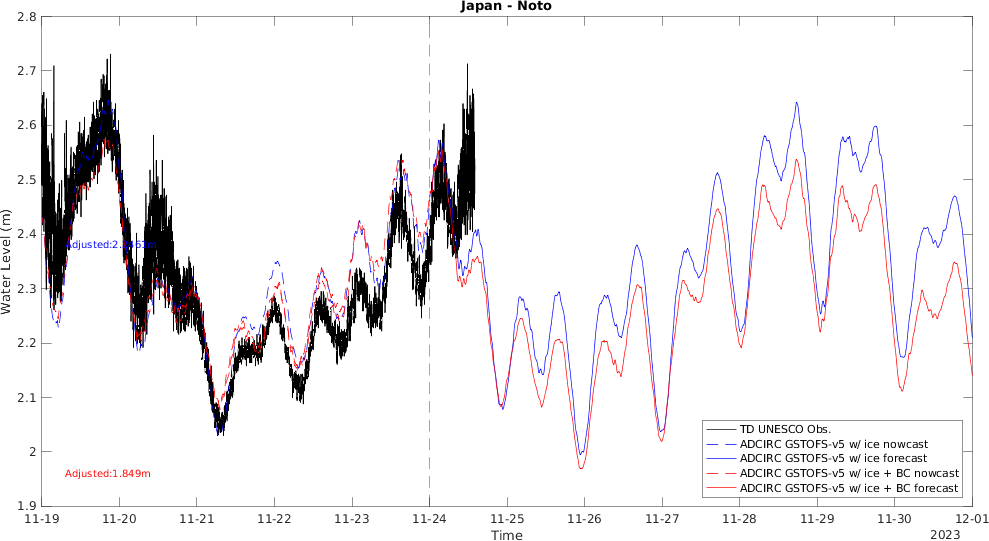 Japan - Noto
2.8
2.7
2.6
2.5
2.4
2.3
2.2
2.1
2
1.9
Water Level (m)
Adjusted:1.849m
TD UNESCO Obs.
ADCIRC GSTOFS-v5 w/ ice nowcast
ADCIRC GSTOFS-v5 w/ ice forecast
ADCIRC GSTOFS-v5 w/ ice + BC nowcast
ADCIRC GSTOFS-v5 w/ ice + BC forecast
11-19 11-20 11-21 11-22 11-23 11-24 11-25 11-26 11-27 11-28 11-29 11-30 12-01
Time
2023